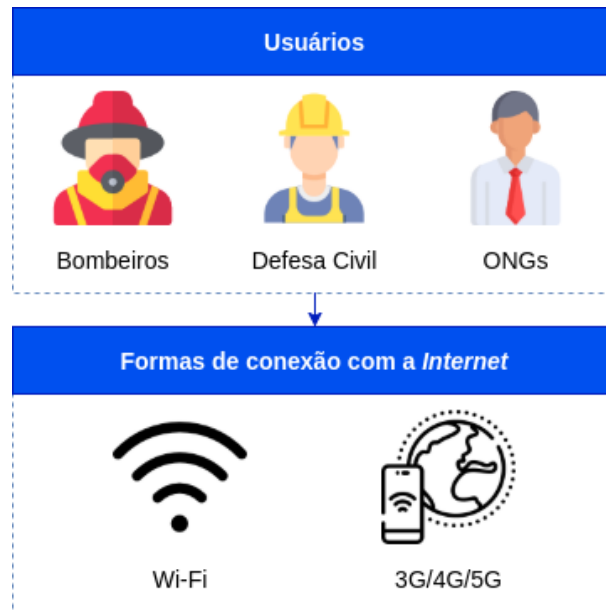 Usuários
Bombeiros
Defesa Civil
ONGs
Formas de conexão com a Internet
Wi-Fi
3G/4G/5G